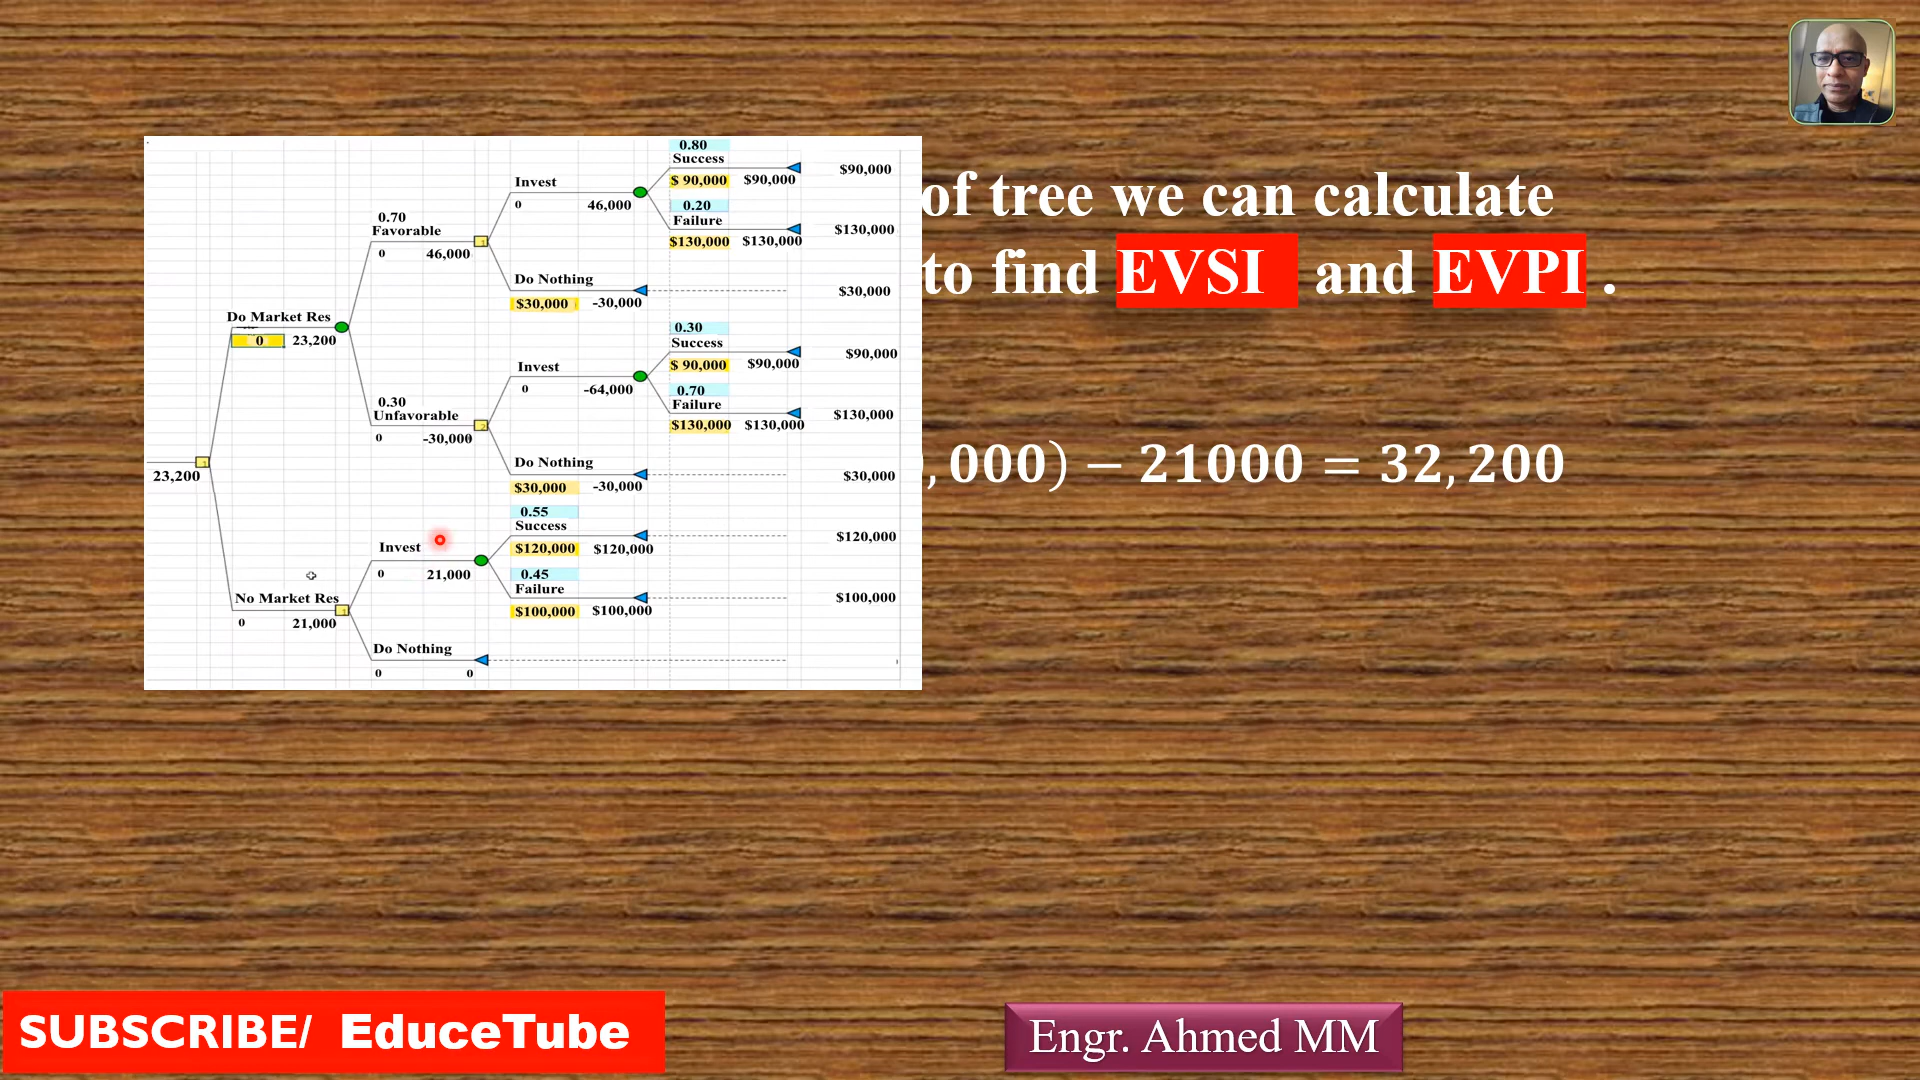 0.80
Success
$ 90,000 $90,000 $90,000
0.20
Failure
$130,000 $130,000 $130,000
Invest
0 46,000
0.70
Favorable
0 46,000
Do Nothing
$30,000 -30,000 $30,000
Do Market Res
0 23,200
0.30
Success
$ 90,000 $90,000 $90,000
0.70
Failure
$130,000 $130,000 $130,000
Invest
0 -64,000
0.30
Unfavorable
0 -30,000
Do Nothing
$30,000 -30,000 $30,000
1
23,200
0.55
Success
$120,000 $120,000 $120,000
0.45
Failure
$100,000 $100,000 $100,000
Invest
0 21,000
No Market Res
0 21,000
Do Nothing
0 0
of tree we can calculate
to find EVSI and EVPI .
,000) − 21000 = 32,200
SUBSCRIBE/ EduceTube
Engr. Ahmed MM